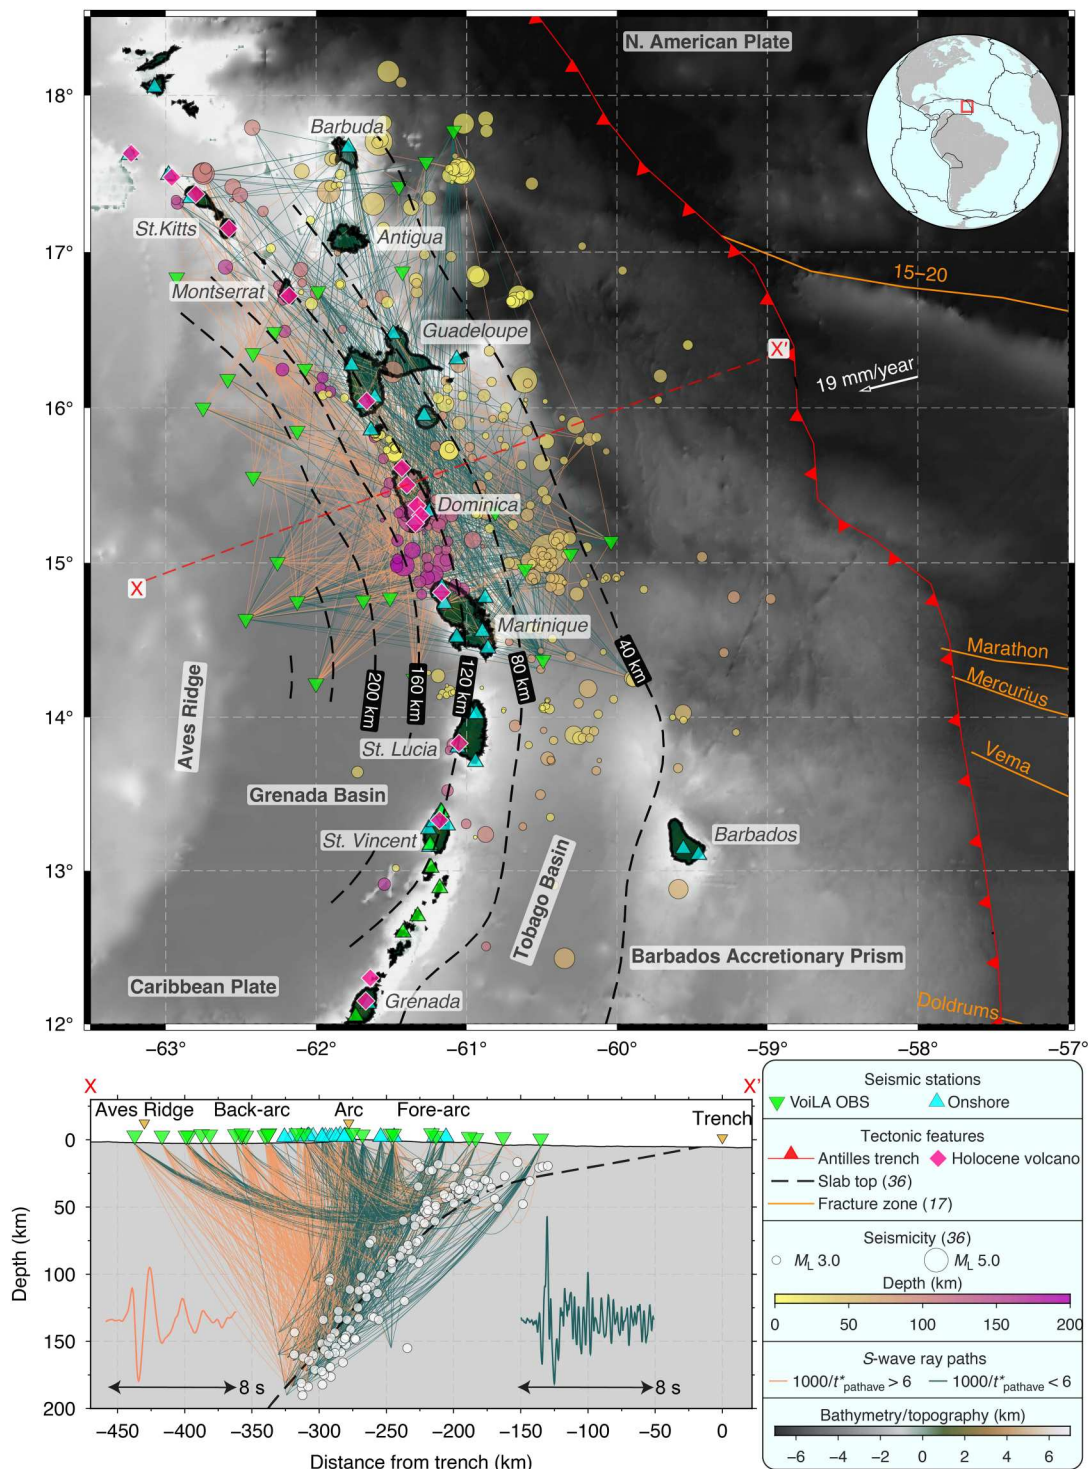 N. American Plate
18°
Barbuda
17°
St.Kitts
Antigua
15−20
Montserrat
Guadeloupe
X'
19 mm/year
16°
Dominica
15°
X
Martinique
Marathon
Mercurius
40 km
80 km
120 km
160 km
200 km
14°
Aves Ridge
St. Lucia
Vema
Grenada Basin
St. Vincent
Barbados
13°
Tobago Basin
Barbados Accretionary Prism
Caribbean Plate
Grenada
Doldrums
12°
−63°
−62°
−61°
−60°
−59°
−58°
−57°
X
X'
Aves Ridge
Back-arc
Arc
Fore-arc
Trench
0
50
100
150
200
Depth (km)
8 s
8 s
−450
−400
−350
−300
−250
−200
−150
−100
−50
0
Distance from trench (km)
Seismic stations
VoiLA OBS
Onshore
Tectonic features
Antilles trench
Holocene volcano
Slab top (36)
Fracture zone (17)
Seismicity (36)
ML 3.0
ML 5.0
Depth (km)
0 50 100 150 200
S-wave ray paths
1000/t*pathave > 6
1000/t*pathave < 6
Bathymetry/topography (km)
−6 −4 −2 0 2 4 6